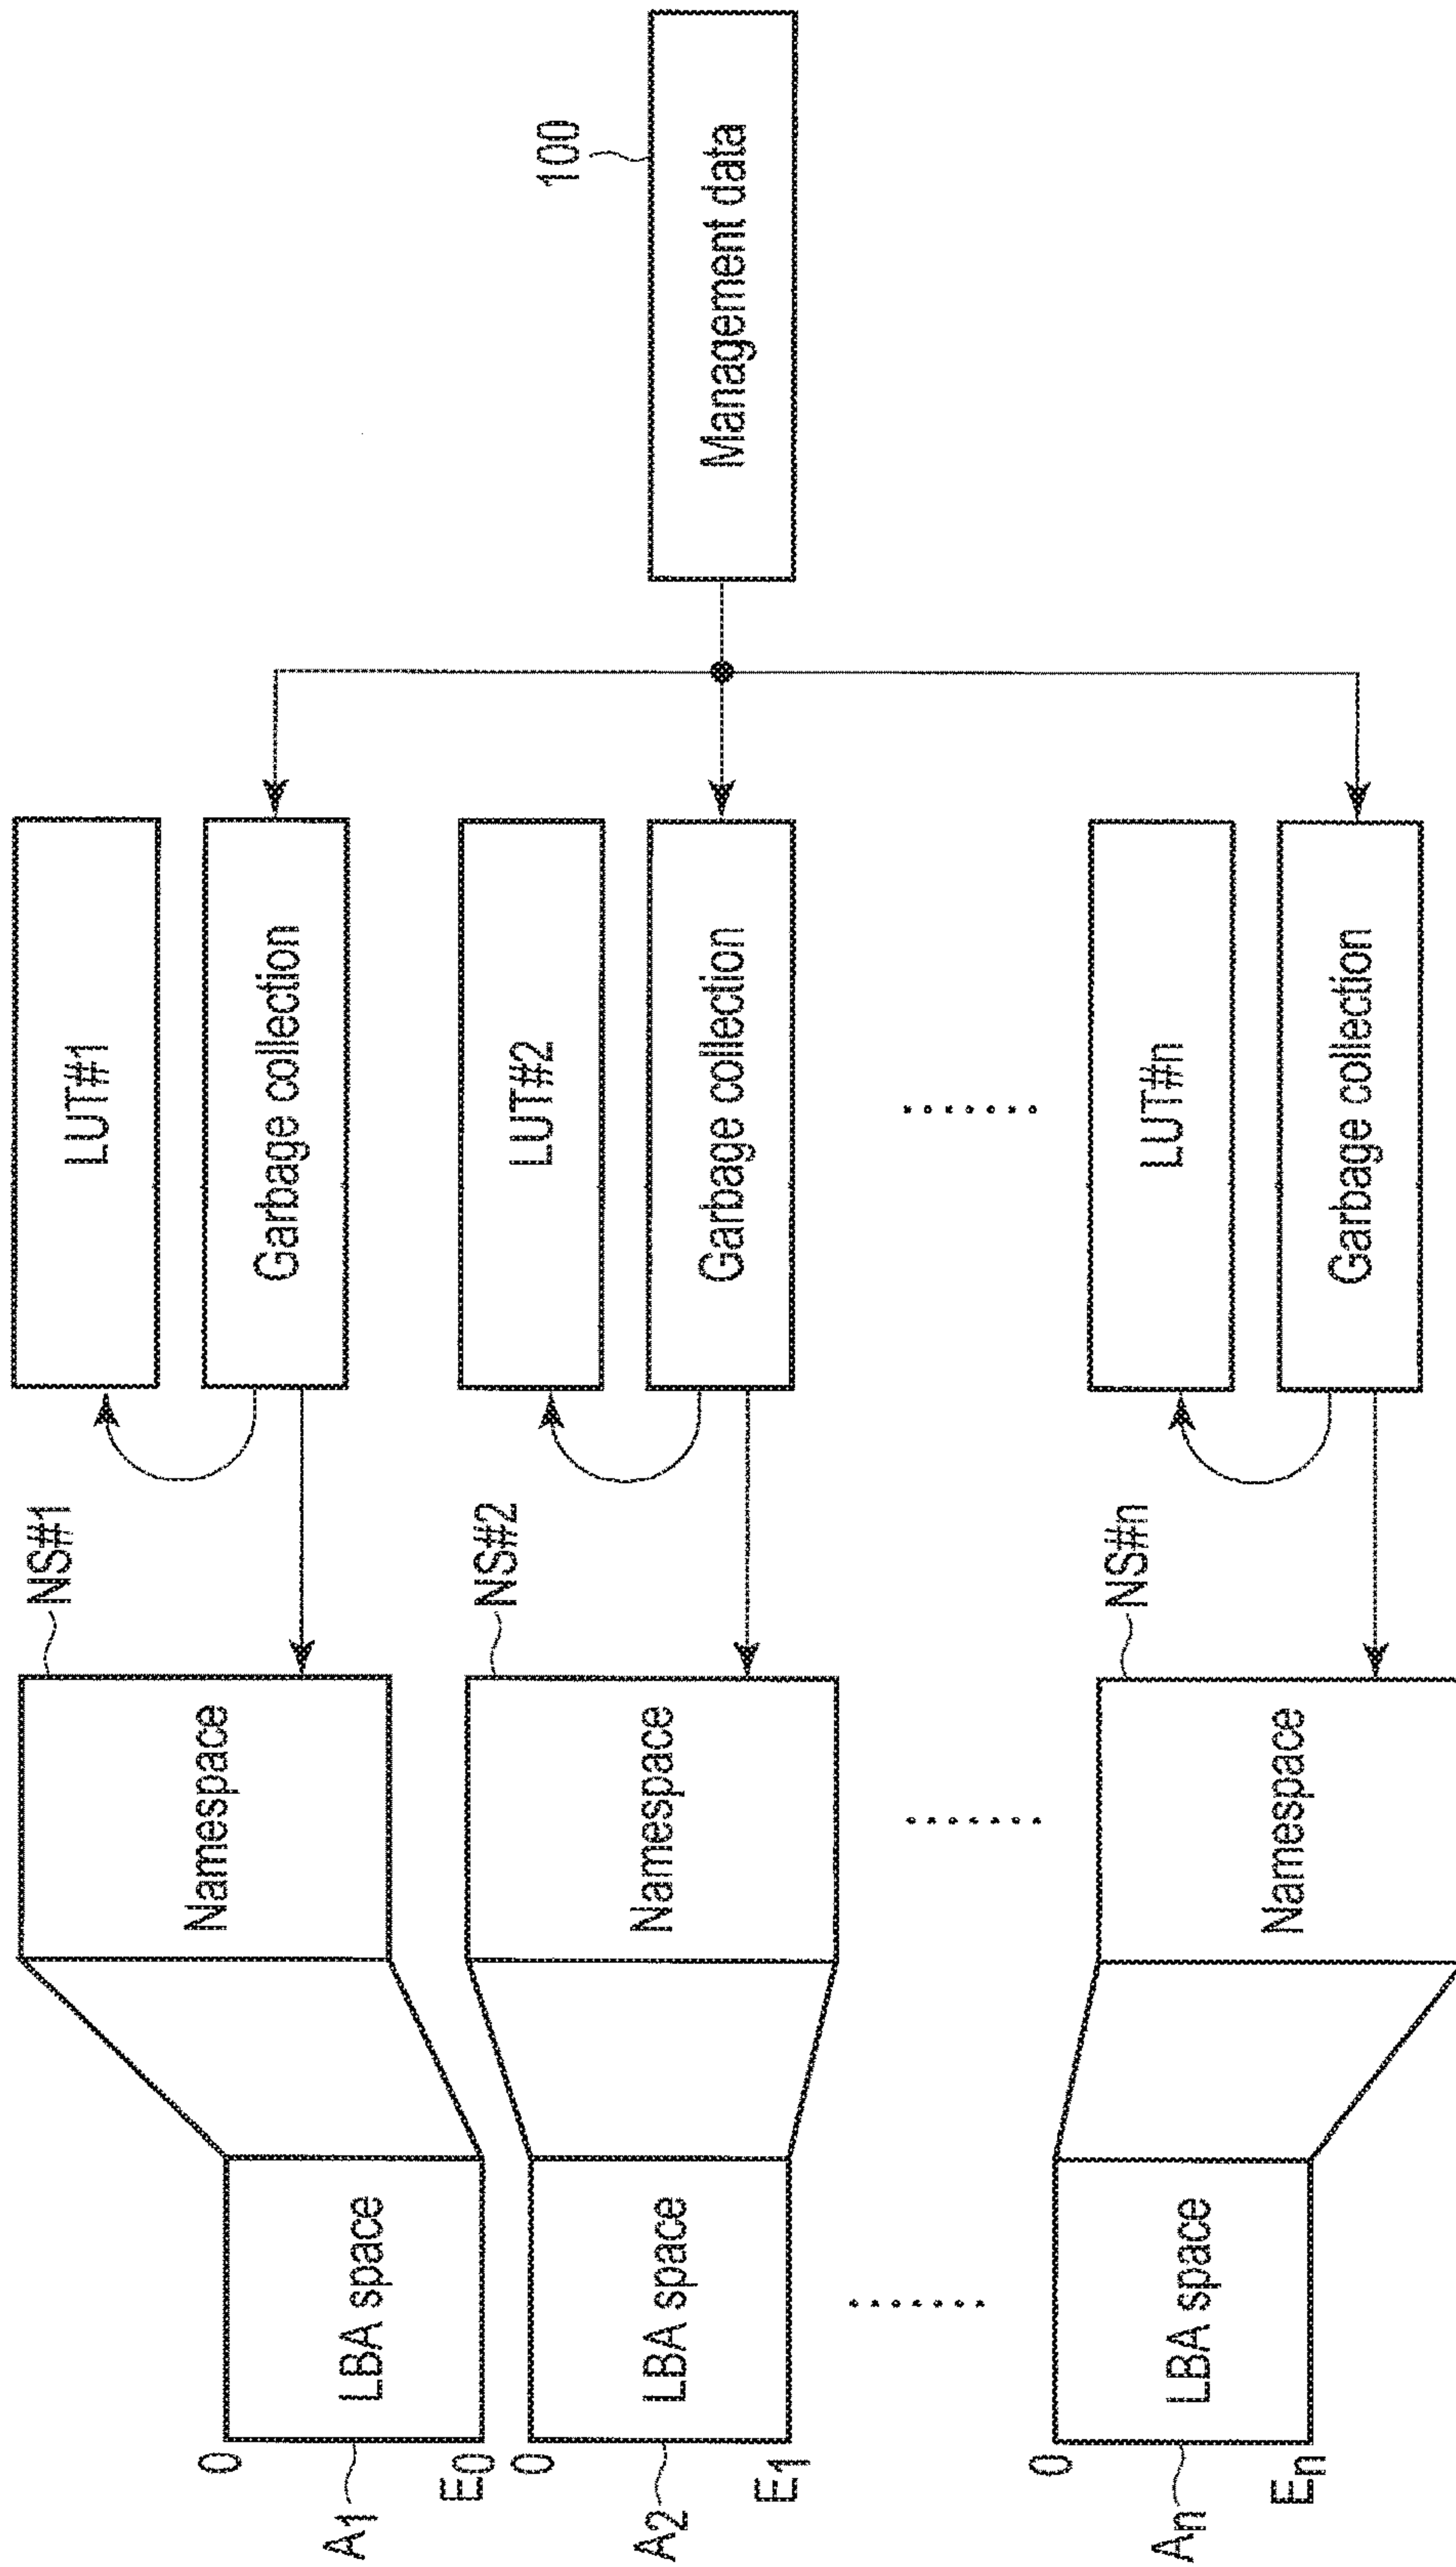 100
Management data
LUT#1
Garbage collection
LUT#2
Garbage collection
LUT#n
Garbage collection
NS#1
Namespace
NS#2
Namespace
NS#n
Namespace
0
LBA space
A1
E0
0
LBA space
A2
E1
0
LBA space
An
En